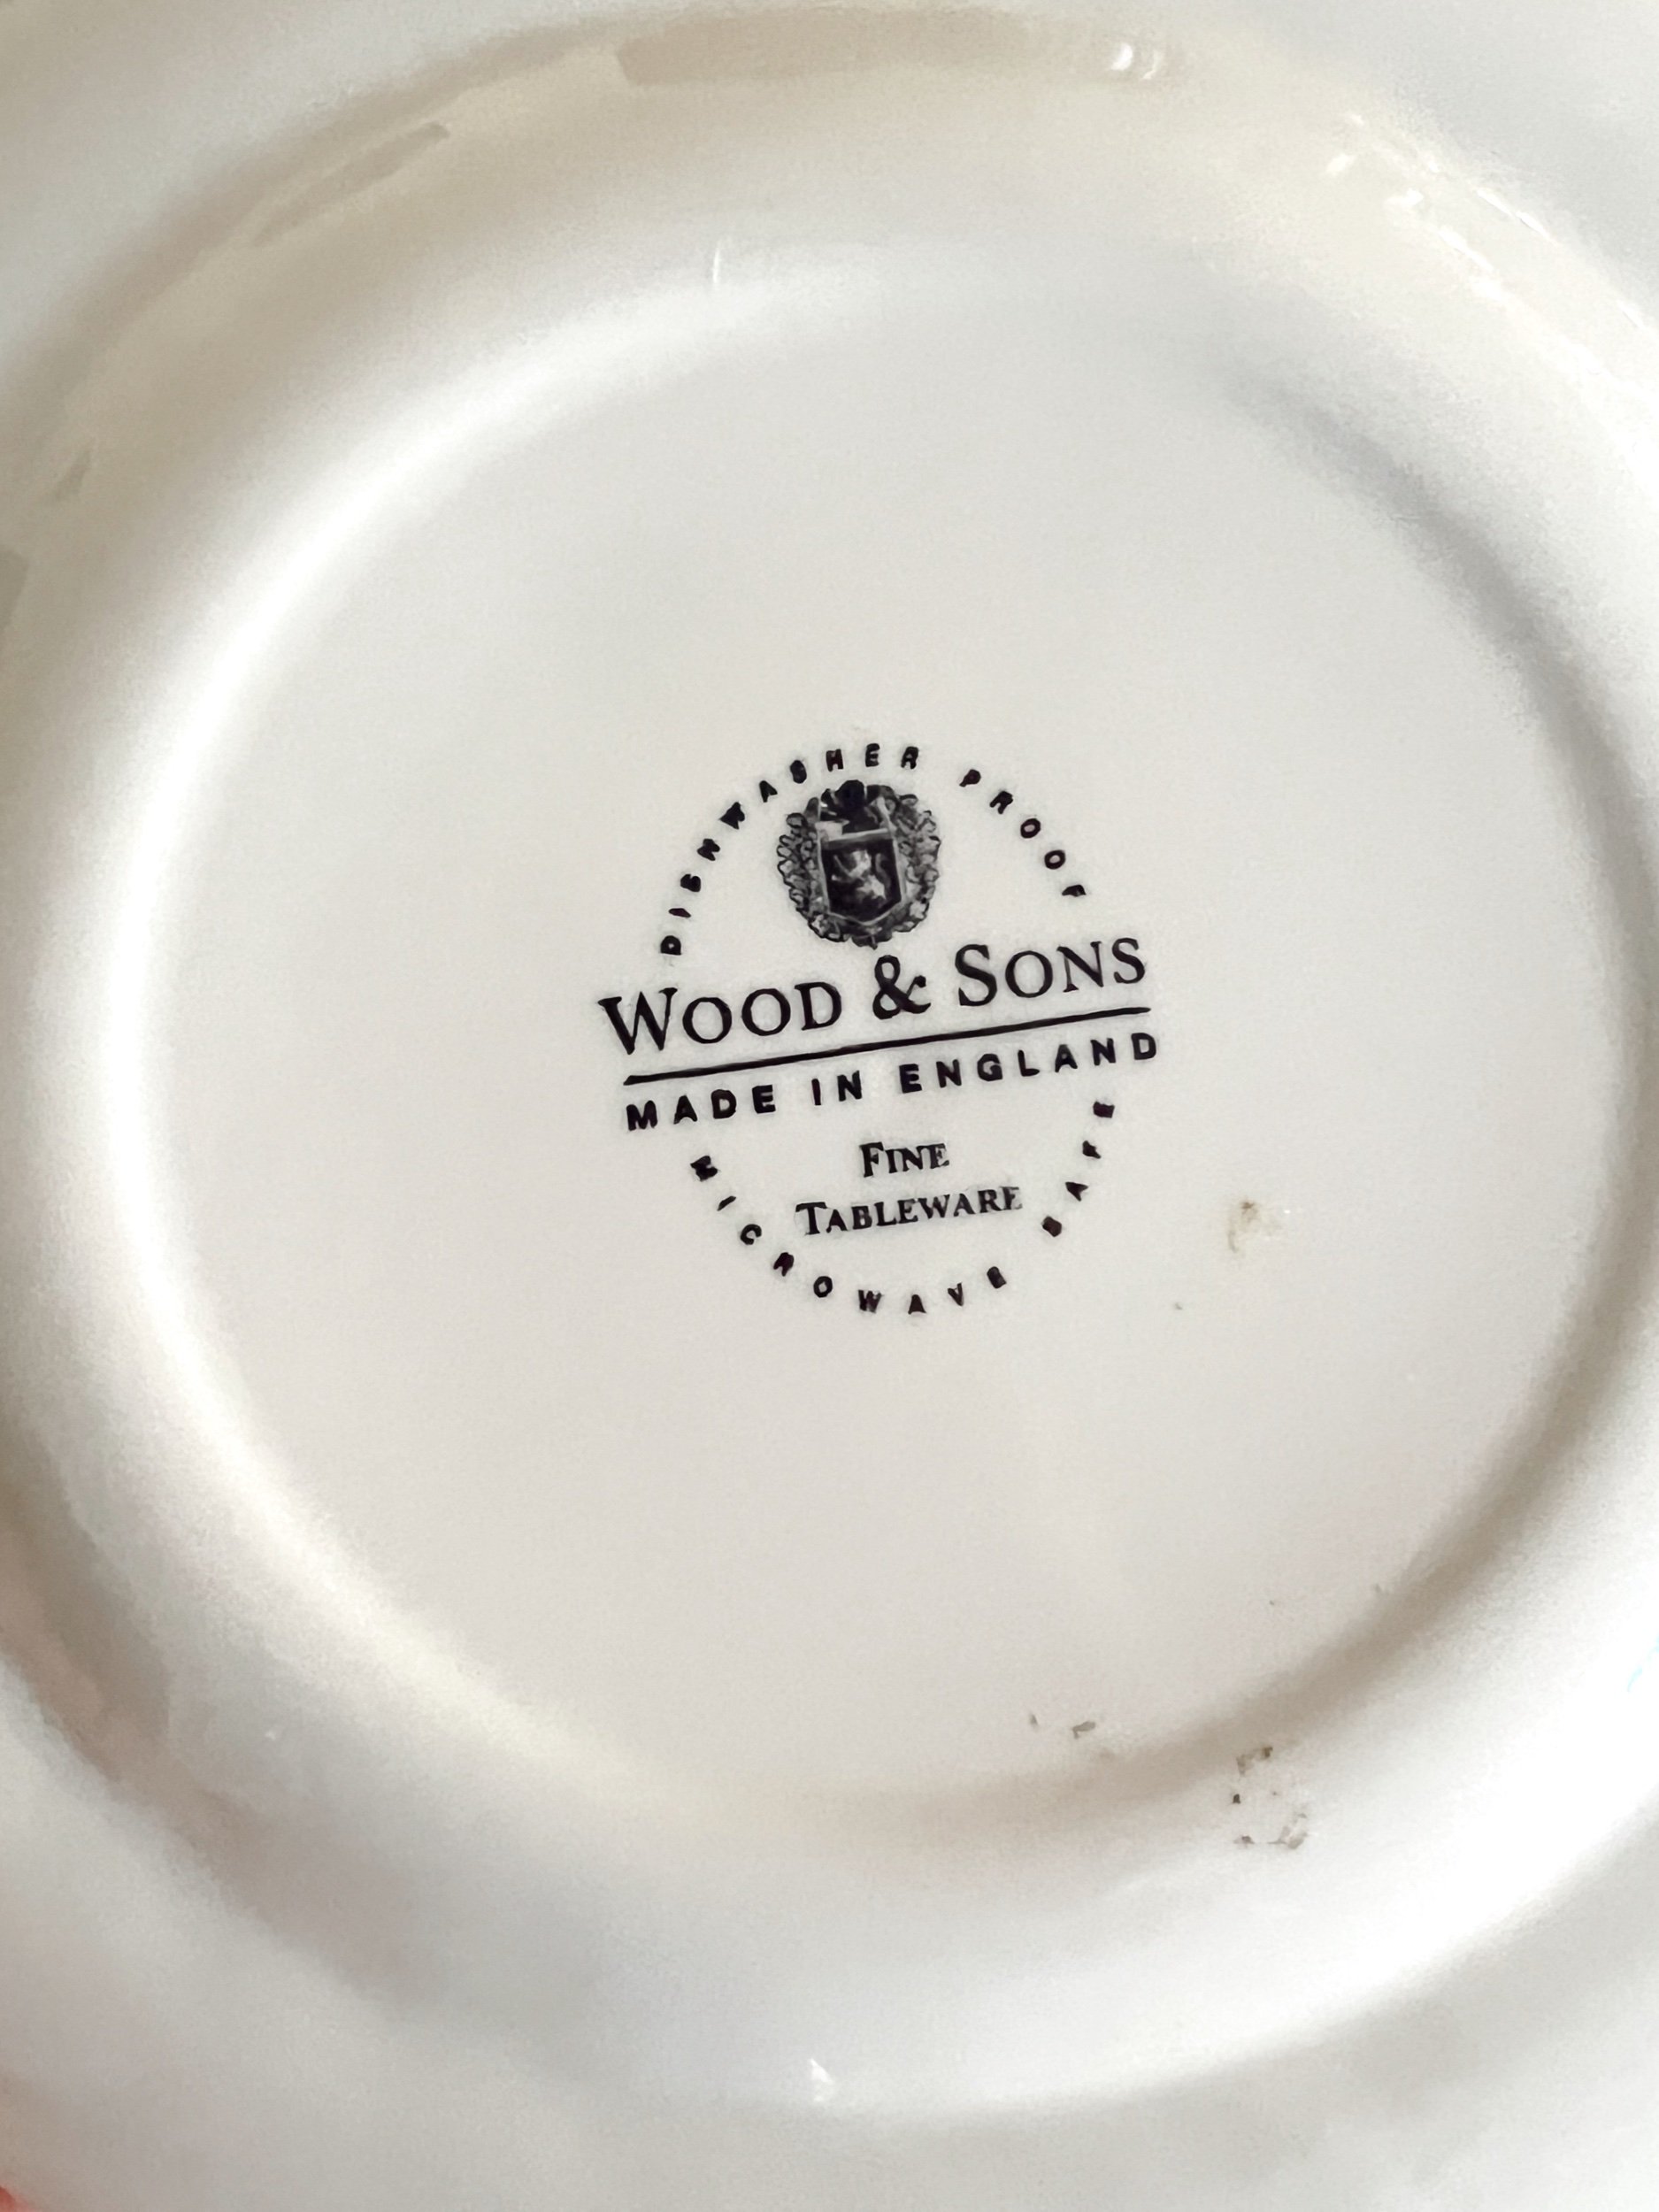 DISHWASHER PROOF
WOOD & SONS
MADE IN ENGLAND
FINE
TABLEWARE
MICROWAVE SAFE